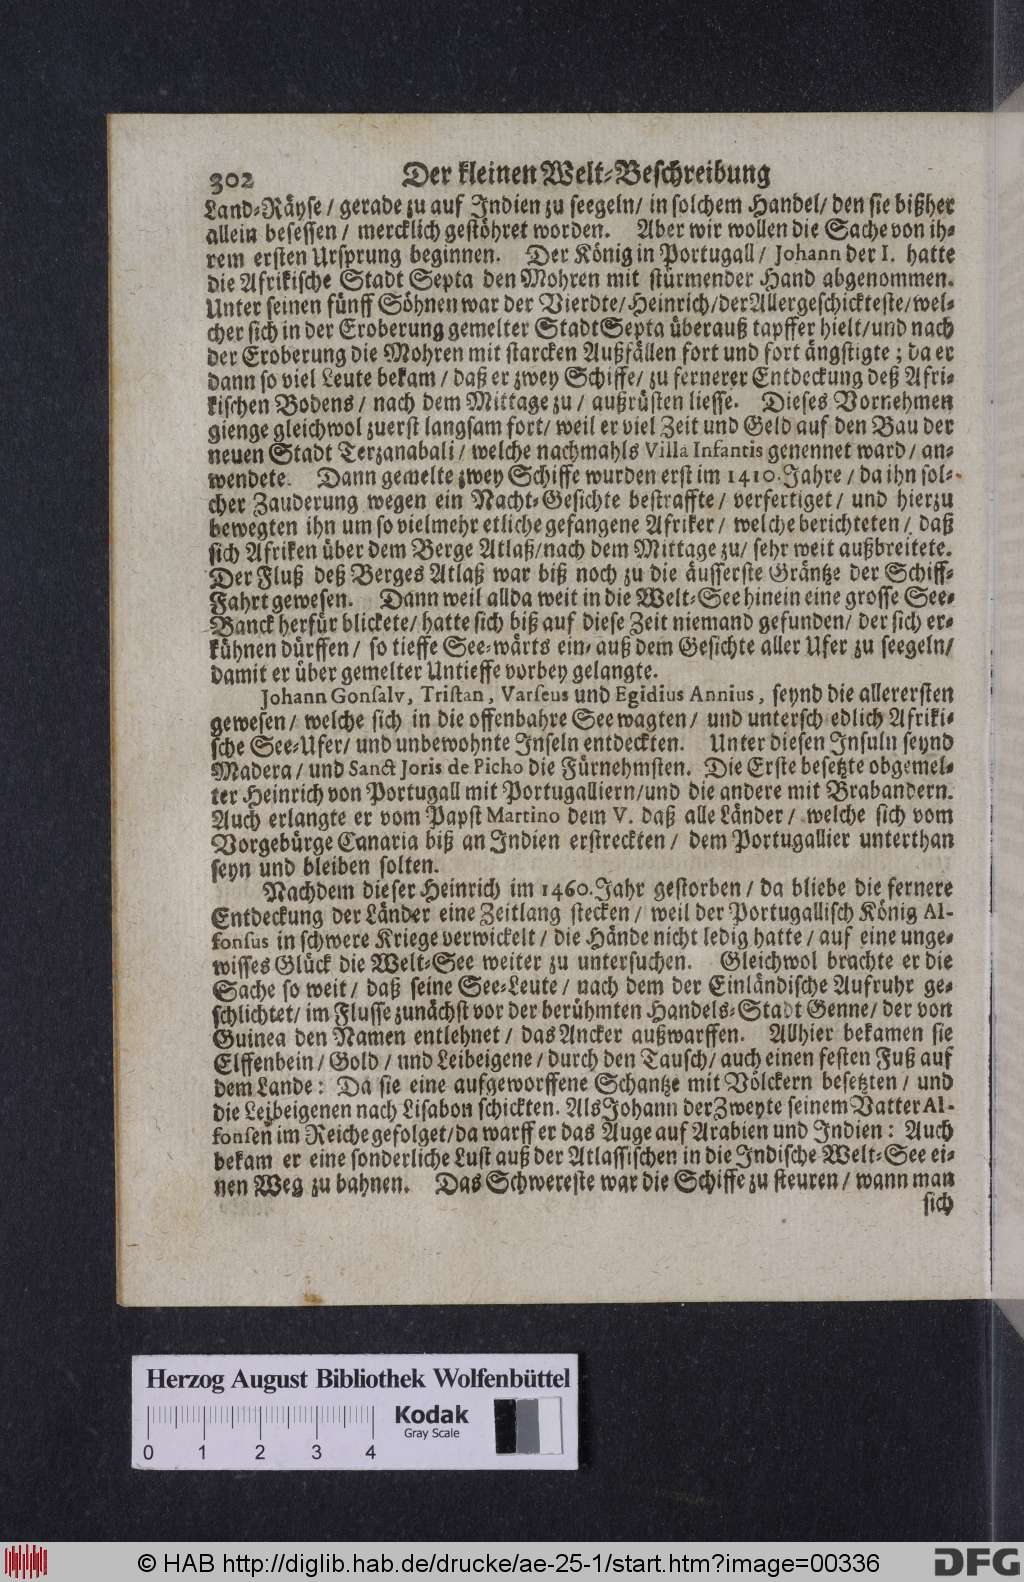 302 Der kleinen Welt-Beschreibung
Land-Räyse / gerade zu auf Indien zu seegeln / in solchem Handel / den sie bißher
allein besessen / mercklich gestöhret worden. Aber wir wollen die Sache von ih-
rem ersten Ursprung beginnen. Der König in Portugall / Johann der I. hatte
die Afrikische Stadt Septa den Mohren mit stürmender Hand abgenommen.
Unter seinen fünff Söhnen war der Vierdte / Heinrich / der Allergeschickteste / wel-
cher sich in der Eroberung gemelter Stadt Septa überauß tapffer hielt / und nach
der Eroberung die Mohren mit starcken Außfällen fort und fort ängstigte ; da er
dann so viel Leute bekam / daß er zwey Schiffe / zu fernerer Entdeckung deß Afri-
kischen Bodens / nach dem Mittage zu / außrüsten liesse. Dieses Vornehmen
gienge gleichwol zuerst langsam fort / weil er viel Zeit und Geld auf den Bau der
neuen Stadt Terzanabali / welche nachmahls Villa Infantis genennet ward / an-
wendete. Dann gemelte zwey Schiffe wurden erst im 1410. Jahre / da ihn sol-
cher Zauderung wegen ein Nacht-Gesichte bestraffte / verfertiget / und hierzu
bewegten ihn um so vielmehr etliche gefangene Afriker / welche berichteten / daß
sich Afriken über dem Berge Atlaß / nach dem Mittage zu / sehr weit außbreitete.
Der Fluß deß Berges Atlaß war biß noch zu die äusserste Gräntze der Schiff-
Fahrt gewesen. Dann weil allda weit in die Welt-See hinein eine grosse See-
Banck herfür blickete / hatte sich biß auf diese Zeit niemand gefunden / der sich er-
kühnen dürffen / so tieffe See-wärts ein- auß dem Gesichte aller Ufer zu seegeln /
damit er über gemelter Untieffe vorbey gelangte.
Johann Gonsalv, Tristan, Varseus und Egidius Annius, seynd die allerersten
gewesen / welche sich in die offenbahre See wagten / und untersch edlich Afriki-
sche See-Ufer / und unbewohnte Inseln entdeckten. Unter diesen Insuln seynd
Madera / und Sanct Joris de Picho die Fürnehmsten. Die Erste besetzte obgemel-
ter Heinrich von Portugall mit Portugalliern / und die andere mit Brabandern.
Auch erlangte er vom Papst Martino dem V. daß alle Länder / welche sich vom
Vorgebürge Canaria biß an Indien erstreckten / dem Portugallier unterthan
seyn und bleiben solten.
Nachdem dieser Heinrich im 1460. Jahr gestorben / da bliebe die fernere
Entdeckung der Länder eine Zeitlang stecken / weil der Portugallisch König Al-
fonsus in schwere Kriege verwickelt / die Hände nicht ledig hatte / auf eine unge-
wisses Glück die Welt-See weiter zu untersuchen. Gleichwol brachte er die
Sache so weit / daß seine See-Leute / nach dem der Einländische Aufruhr ge-
schlichtet / im Flusse zunächst vor der berühmten Handels-Stadt Genne / der von
Guinea den Namen entlehnet / das Ancker außwarffen. Allhier bekamen sie
Elffenbein / Gold / und Leibeigene / durch den Tausch / auch einen festen Fuß auf
dem Lande : Da sie eine aufgeworffene Schantze mit Völckern besetzten / und
die Leibeigenen nach Lisabon schickten. Als Johann der Zweyte seinem Vatter Al-
fonsen im Reiche gefolget / da warff er das Auge auf Arabien und Indien : Auch
bekam er eine sonderliche Lust auß der Atlassischen in die Indische Welt-See ei-
nen Weg zu bahnen. Das Schwereste war die Schiffe zu steuren / wann man
sich
Herzog August Bibliothek Wolfenbüttel
Kodak
Gray Scale
0 1 2 3 4
© HAB http://diglib.hab.de/drucke/ae-25-1/start.htm?image=00336
DFG